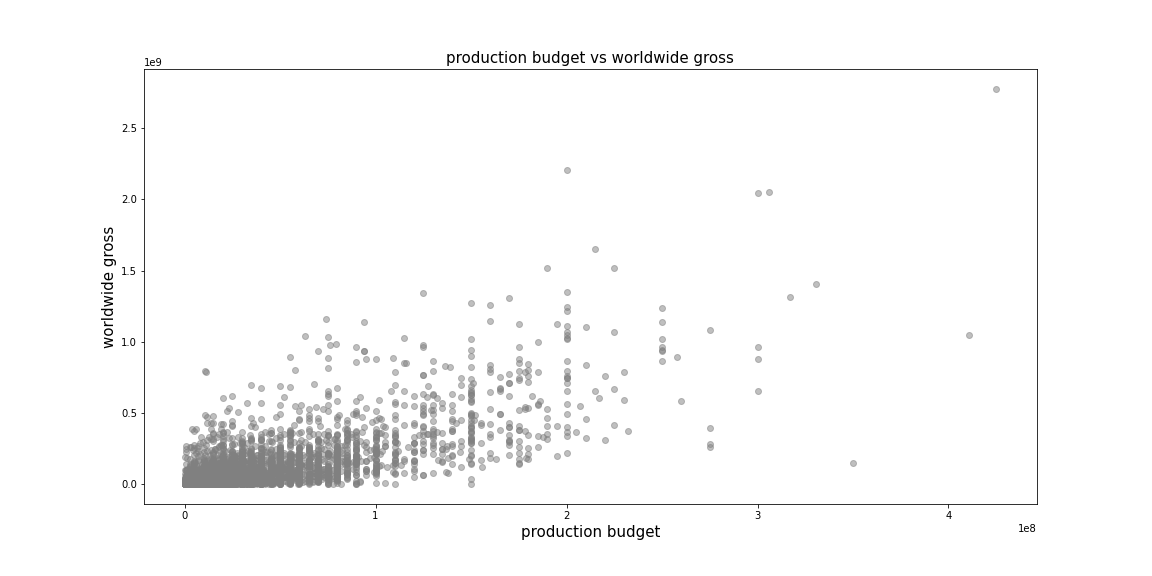 production budget vs worldwide gross
1e9
2.5
2.0
1.5
1.0
0.5
0.0
worldwide gross
0 1 2 3 4
1e8
production budget